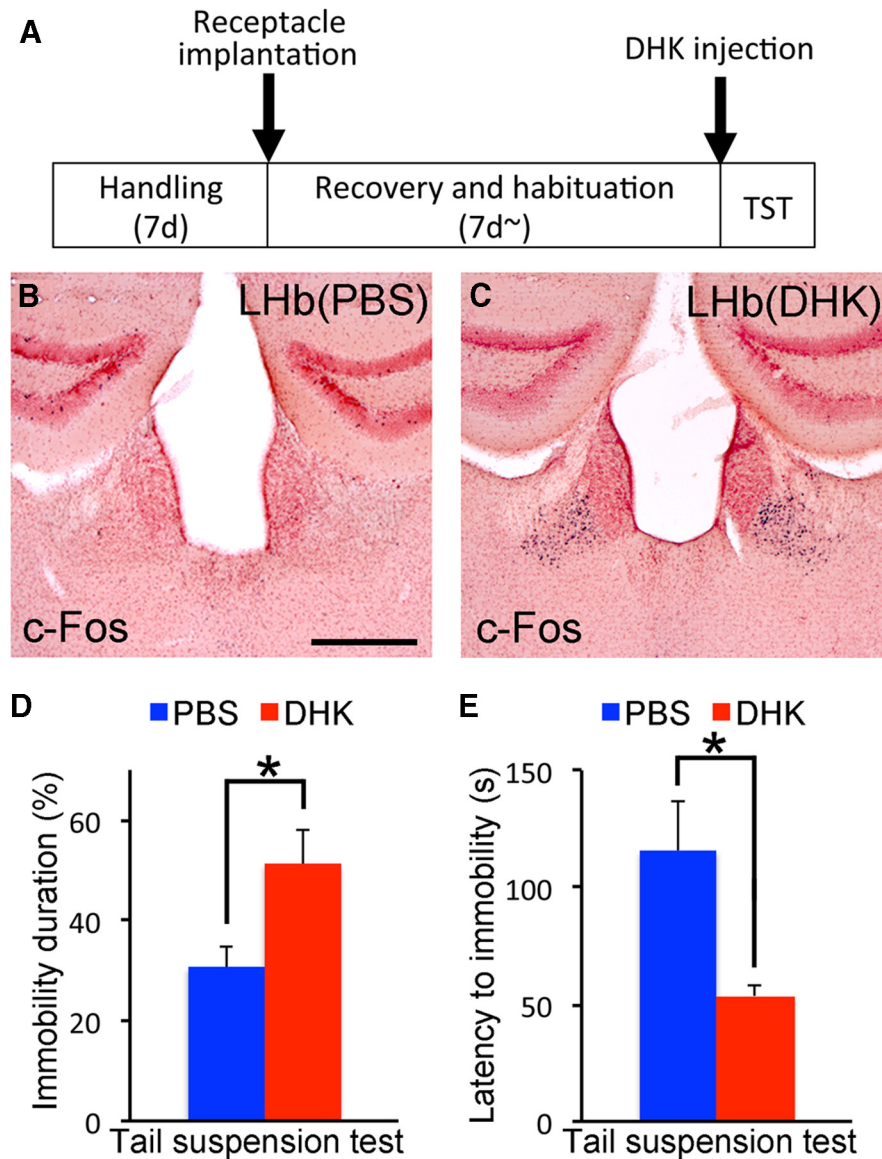 A
Receptacle
implantation
DHK injection
Handling
(7d)
Recovery and habituation
(7d~)
TST
B
LHb(PBS)
c-Fos
C
LHb(DHK)
c-Fos
D
PBS DHK
*
Immobility duration (%)
60
40
20
0
Tail suspension test
E
PBS DHK
*
Latency to immobility (s)
150
100
50
0
Tail suspension test